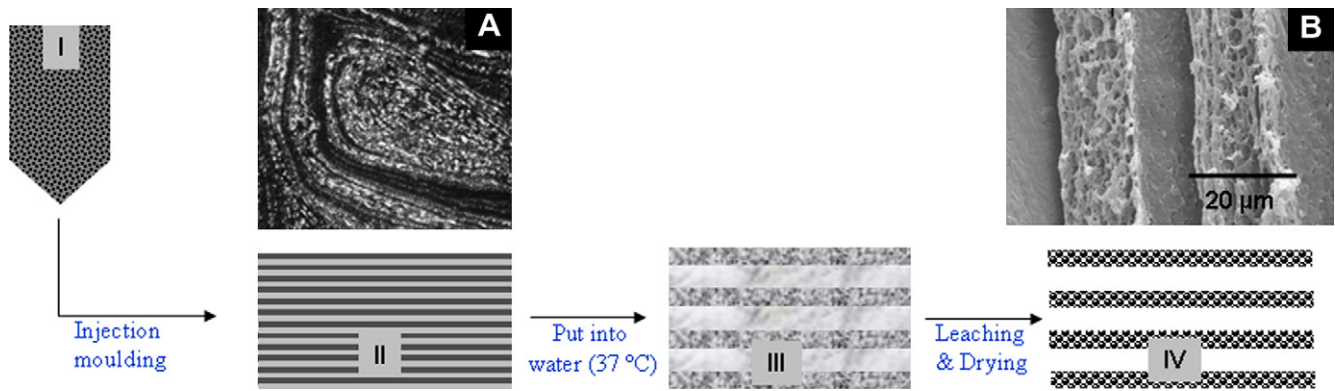 I
A
B
20 µm
Injection
moulding
II
Put into
water (37 °C)
III
Leaching
& Drying
IV